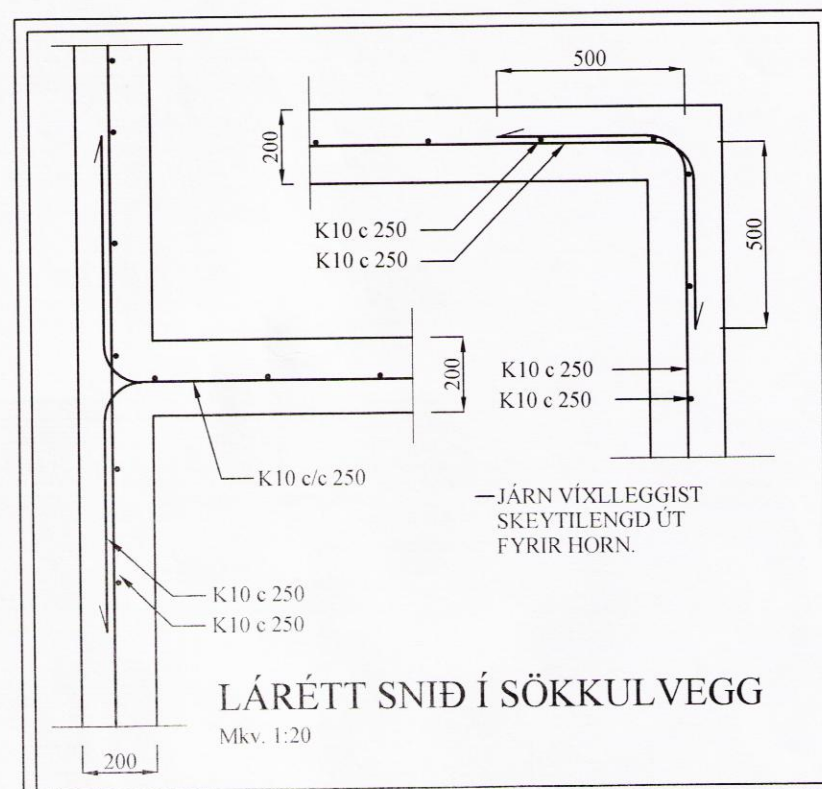 500
200
500
K10 c 250
K10 c 250
200
K10 c 250
K10 c 250
K10 c/c 250
—JÁRN VÍXLLEGGIST
SKEYTILENGD ÚT
FYRIR HORN.
K10 c 250
K10 c 250
LÁRÉTT SNIÐ Í SÖKKULVEGG
Mkv. 1:20
200